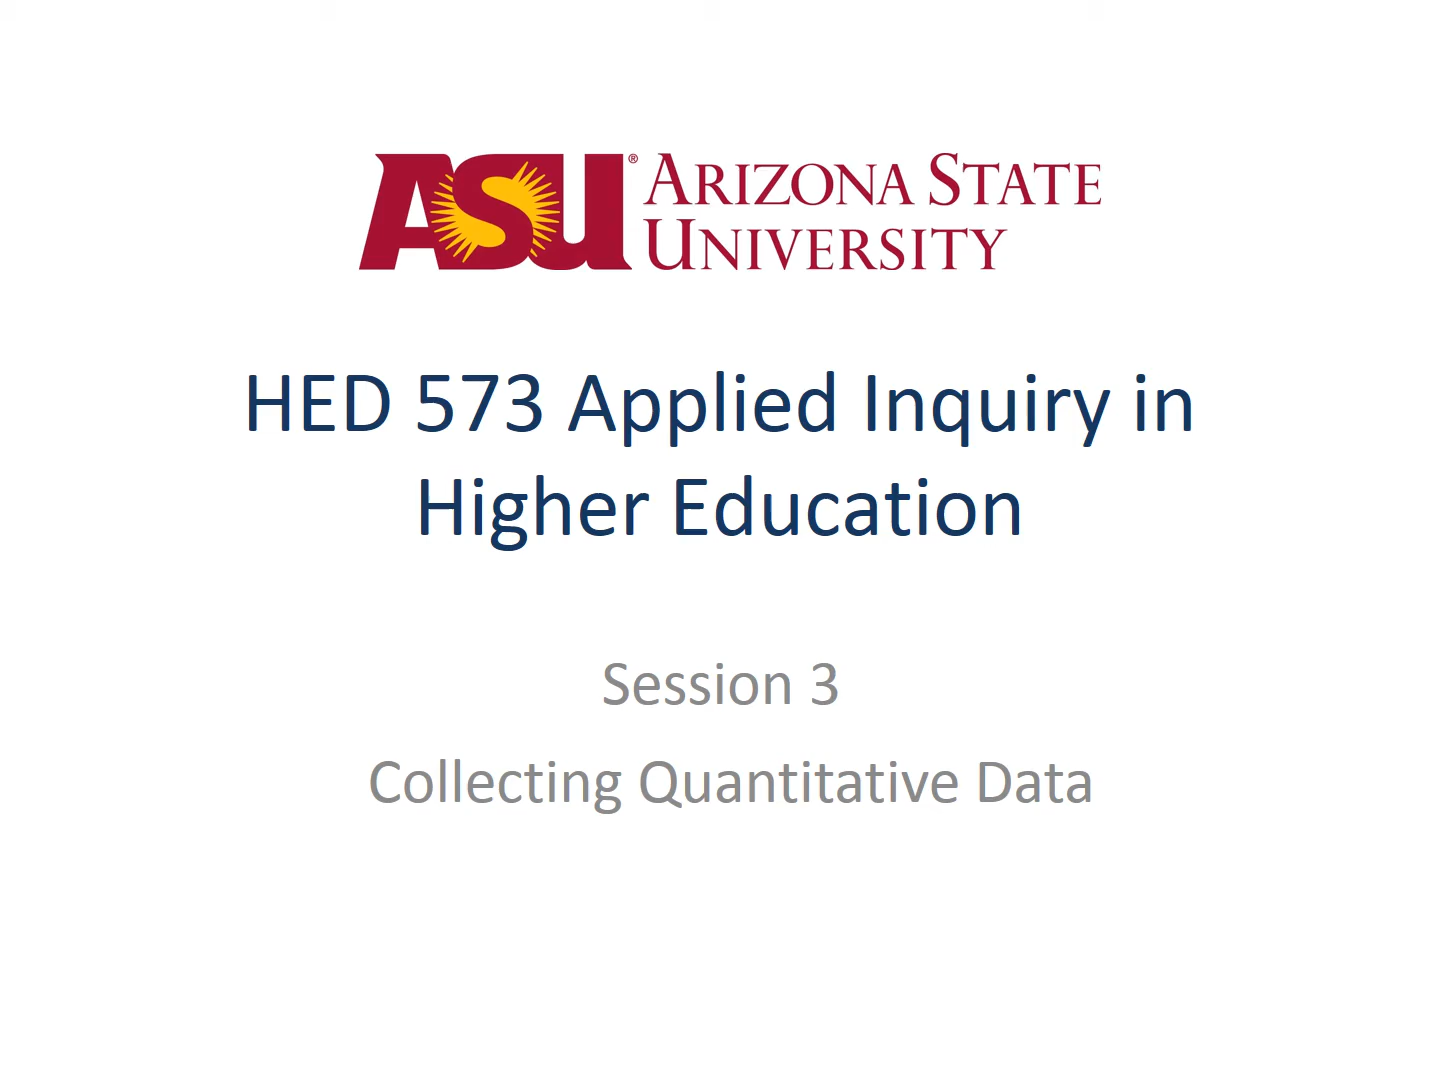 ASU® ARIZONA STATE
UNIVERSITY
HED 573 Applied Inquiry in
Higher Education
Session 3
Collecting Quantitative Data